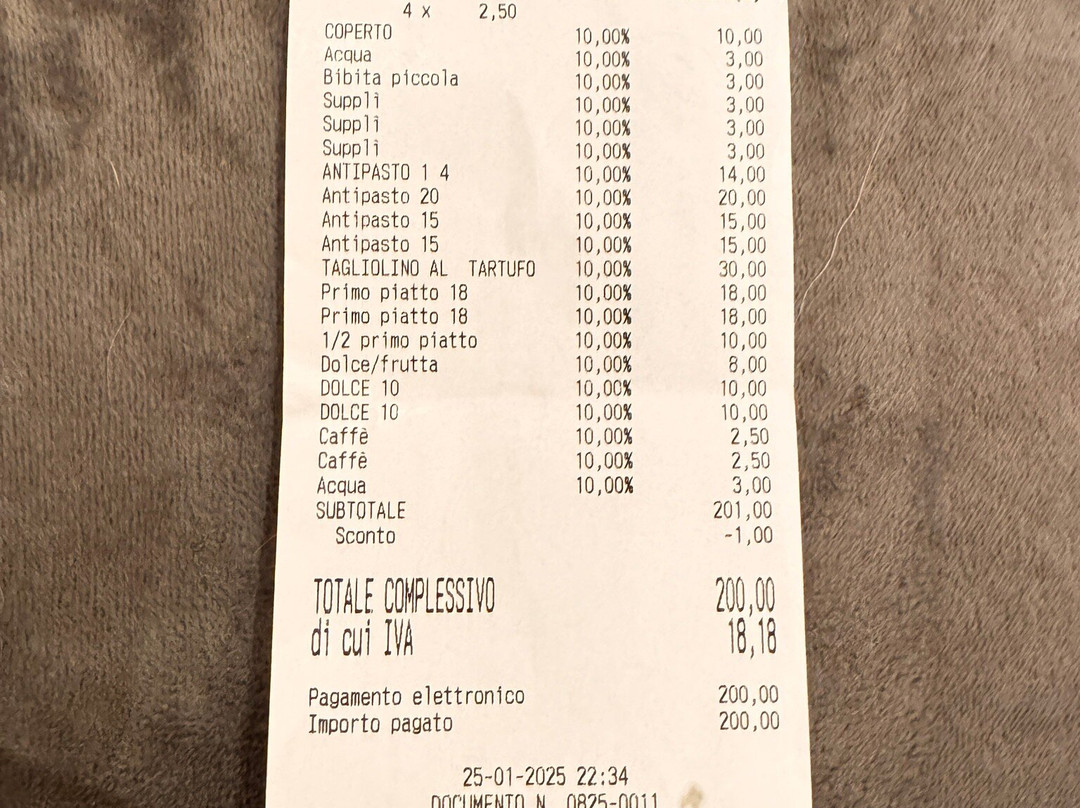 4 x 2,50
COPERTO 10,00% 10,00
Acqua 10,00% 3,00
Bibita piccola 10,00% 3,00
Supplì 10,00% 3,00
Supplì 10,00% 3,00
Supplì 10,00% 3,00
ANTIPASTO 1 4 10,00% 14,00
Antipasto 20 10,00% 20,00
Antipasto 15 10,00% 15,00
Antipasto 15 10,00% 15,00
TAGLIOLINO AL TARTUFO 10,00% 30,00
Primo piatto 18 10,00% 18,00
Primo piatto 18 10,00% 18,00
1/2 primo piatto 10,00% 10,00
Dolce/frutta 10,00% 8,00
DOLCE 10 10,00% 10,00
DOLCE 10 10,00% 10,00
Caffè 10,00% 2,50
Caffè 10,00% 2,50
Acqua 10,00% 3,00
SUBTOTALE 201,00
Sconto -1,00
TOTALE COMPLESSIVO 200,00
di cui IVA 18,18
Pagamento elettronico 200,00
Importo pagato 200,00
25-01-2025 22:34
DOCUMENTO N. 0825-0011